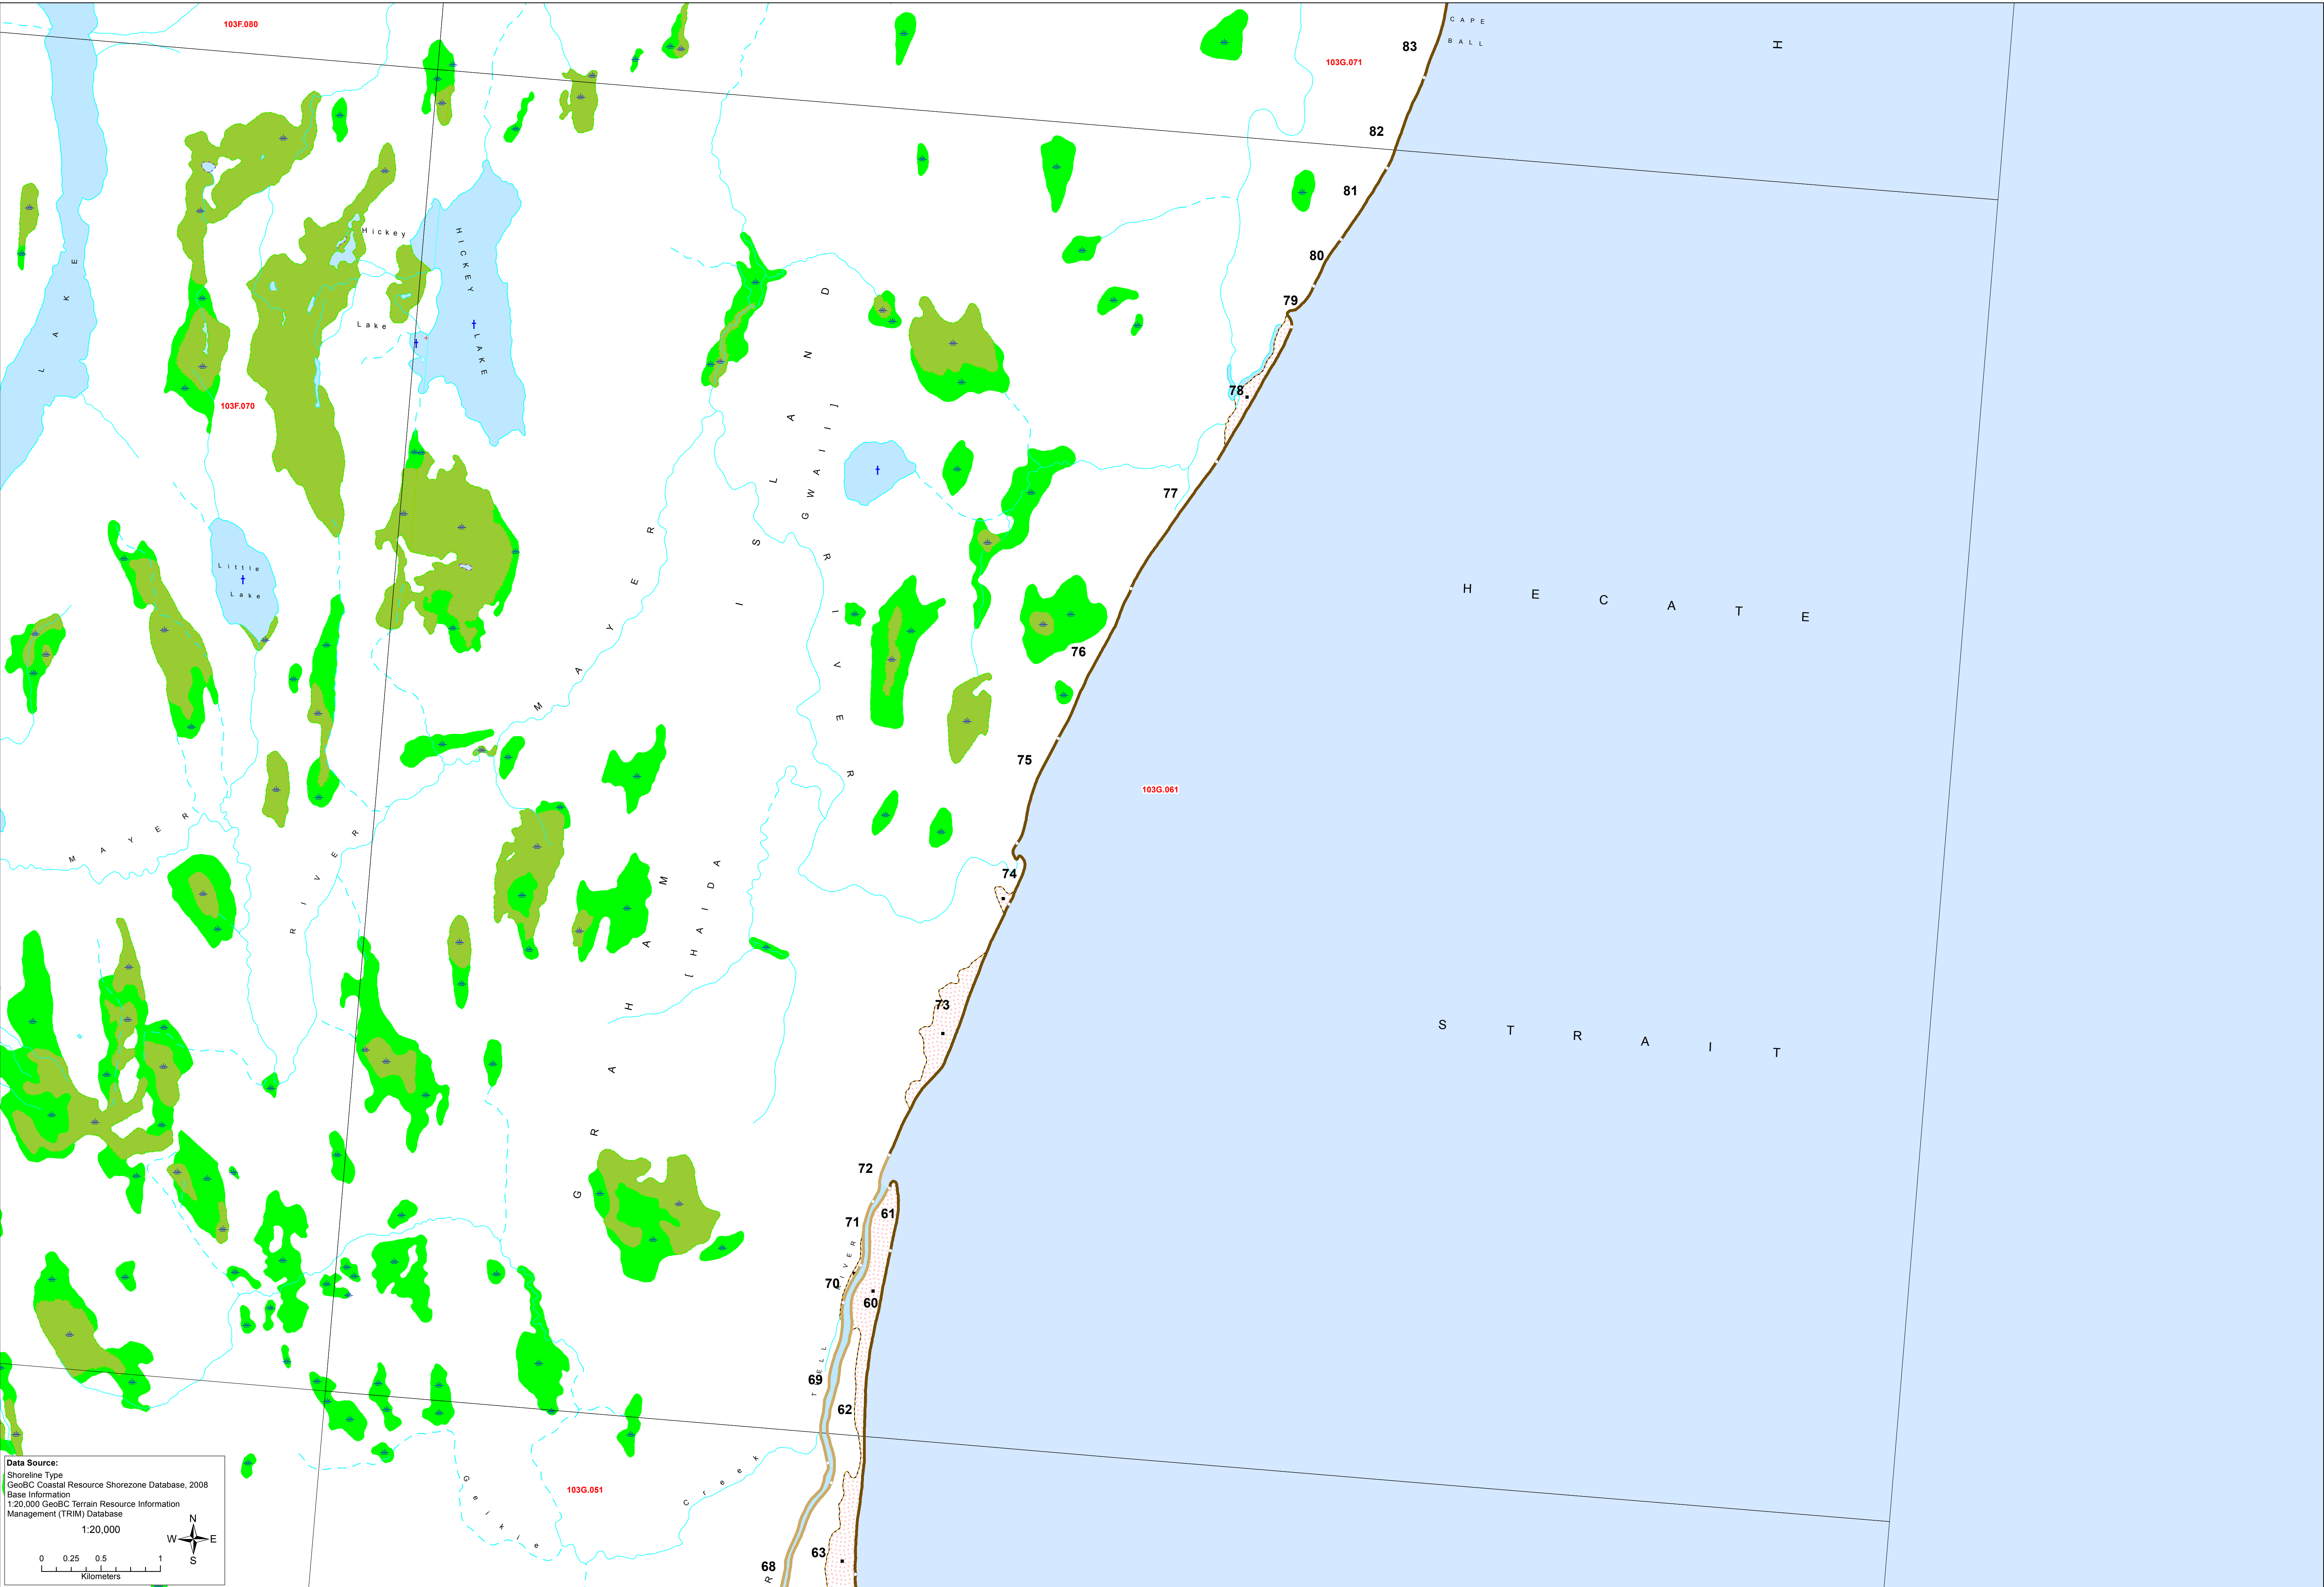 103F.080
CAPE
BALL
83
H
103G.071
82
81
80
79
78
77
76
75
74
73
72
71
61
70
60
69
62
68
63
LAKE
Hickey
Lake
HICKEY LAKE
103F.070
Little
Lake
MAYER
RIVER
MAYER
RIVER
GRAHAM ISLAND
[HAIDA GWAII]
HECATE
STRAIT
103G.061
TLELL RIVER
R
Geikie Creek
103G.051
Data Source:
Shoreline Type
GeoBC Coastal Resource Shorezone Database, 2008
Base Information
1:20,000 GeoBC Terrain Resource Information
Management (TRIM) Database
1:20,000
N
W E
S
0 0.25 0.5 1
Kilometers